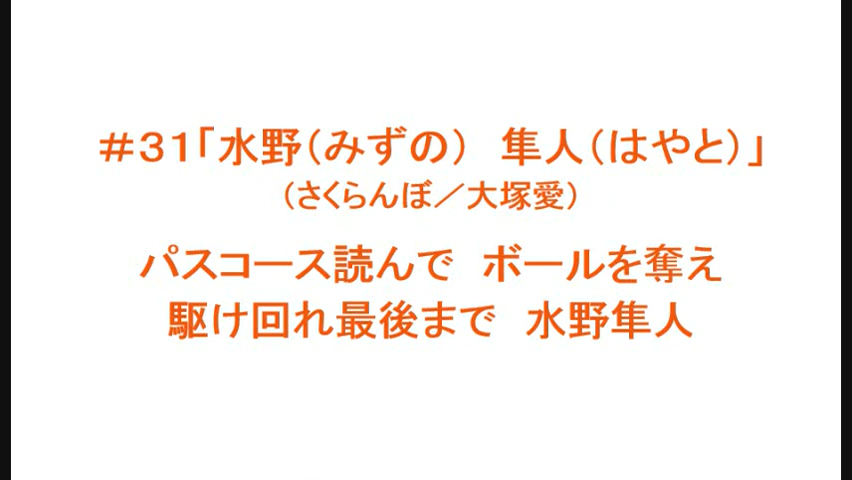 ＃３１「水野（みずの）　隼人（はやと）」
（さくらんぼ／大塚愛）
パスコース読んで　ボールを奪え
駆け回れ最後まで　水野隼人